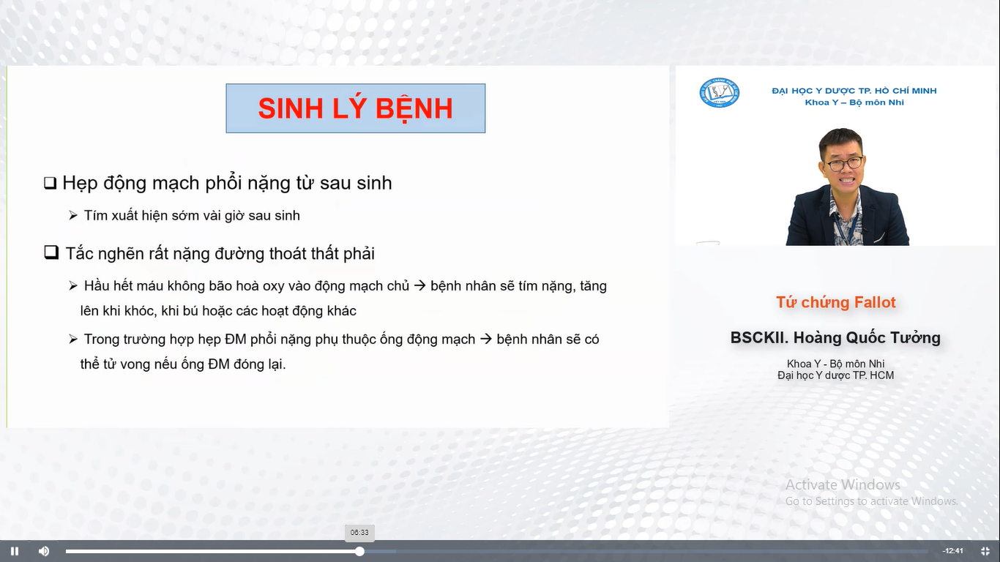 SINH LÝ BỆNH
Hẹp động mạch phổi nặng từ sau sinh
Tím xuất hiện sớm vài giờ sau sinh
Tắc nghẽn rất nặng đường thoát thất phải
Hầu hết máu không bão hoà oxy vào động mạch chủ → bệnh nhân sẽ tím nặng, tăng
lên khi khóc, khi bú hoặc các hoạt động khác
Trong trường hợp hẹp ĐM phổi nặng phụ thuộc ống động mạch → bệnh nhân sẽ có
thể tử vong nếu ống ĐM đóng lại.
ĐẠI HỌC Y DƯỢC TP. HỒ CHÍ MINH
Khoa Y – Bộ môn Nhi
Tứ chứng Fallot
BSCKII. Hoàng Quốc Tưởng
Khoa Y - Bộ môn Nhi
Đại học Y dược TP. HCM
Activate Windows
Go to Settings to activate Windows.
06:33
-12:41